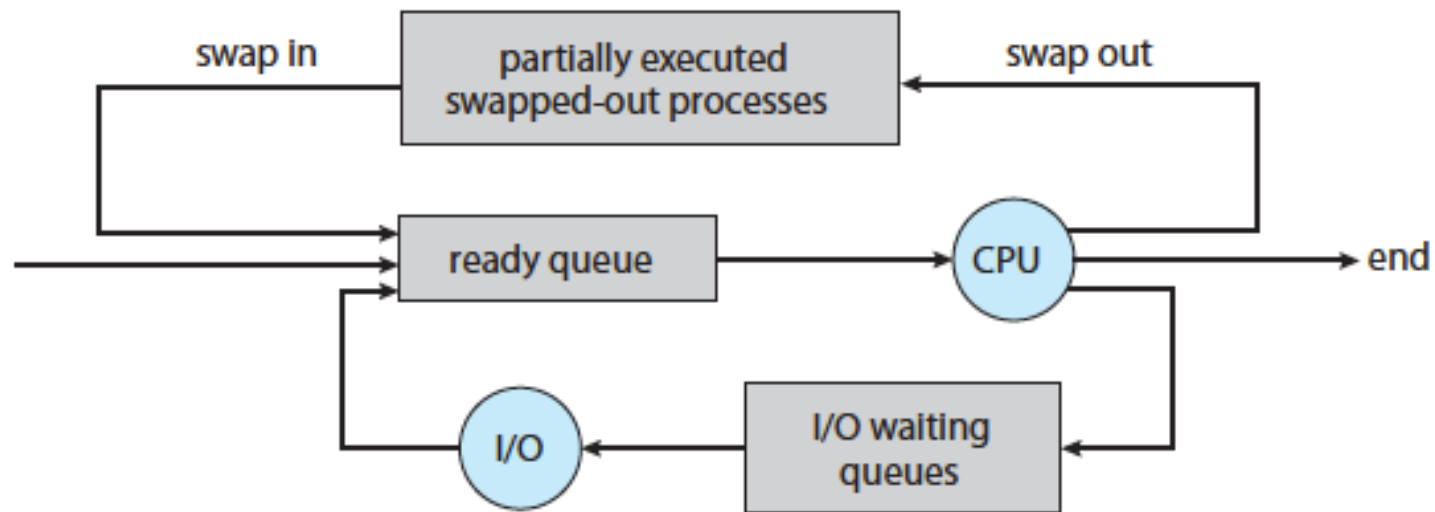 swap in
partially executed
swapped-out processes
swap out
ready queue
CPU
end
I/O
I/O waiting
queues